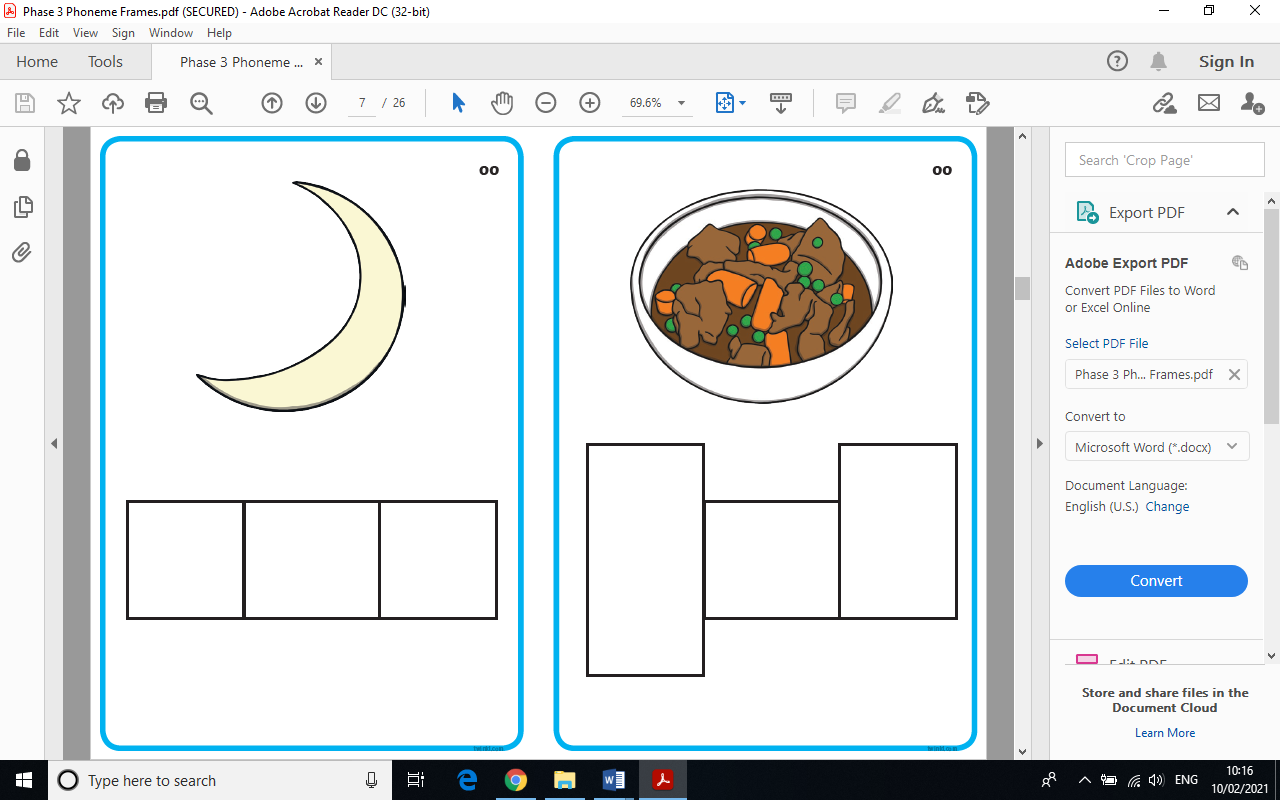 Phase 3 Phoneme Frames.pdf (SECURED) - Adobe Acrobat Reader DC (32-bit)
File Edit View Sign Window Help
Home Tools Phase 3 Phoneme ... × ? Sign In
7 / 26 69.6%
oo
oo
Search 'Crop Page'
Export PDF
Adobe Export PDF
Convert PDF Files to Word
or Excel Online
Select PDF File
Phase 3 Ph... Frames.pdf
Convert to
Microsoft Word (*.docx)
Document Language:
English (U.S.) Change
Convert
Edit PDF
Store and share files in the
Document Cloud
Learn More
Type here to search
ENG
10:16
10/02/2021